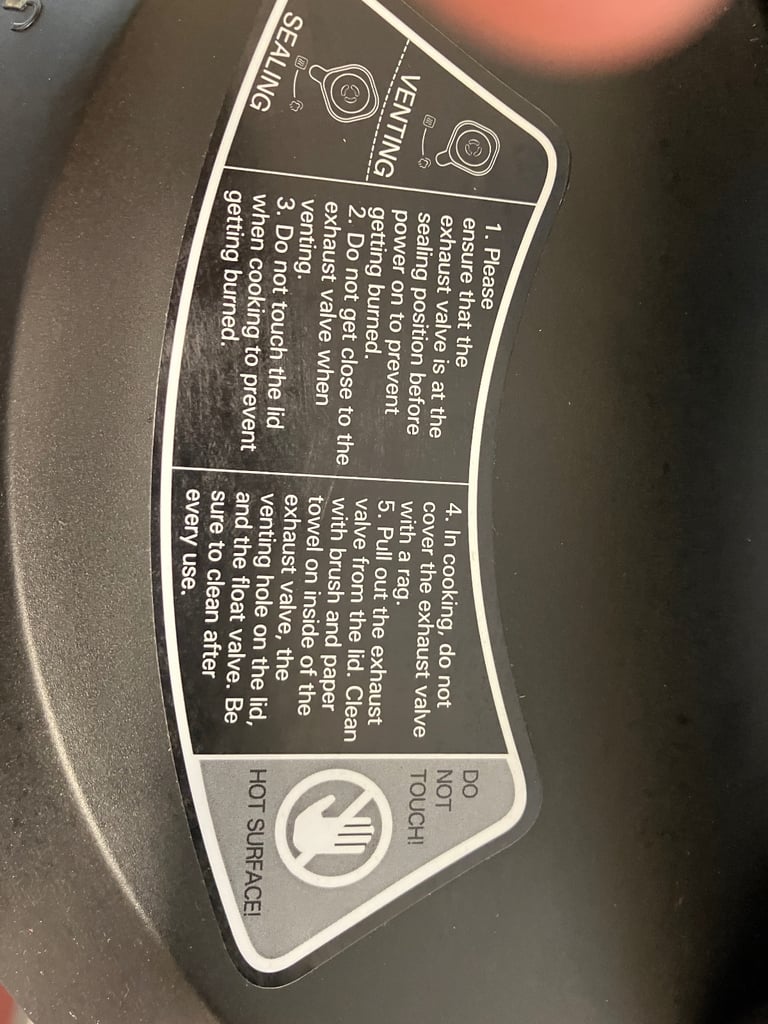 VENTING
SEALING
1. Please
ensure that the
exhaust valve is at the
sealing position before
power on to prevent
getting burned.
2. Do not get close to the
exhaust valve when
venting.
3. Do not touch the lid
when cooking to prevent
getting burned.
4. In cooking, do not
cover the exhaust valve
with a rag.
5. Pull out the exhaust
valve from the lid. Clean
with brush and paper
towel on inside of the
exhaust valve, the
venting hole on the lid,
and the float valve. Be
sure to clean after
every use.
DO
NOT
TOUCH!
HOT SURFACE!